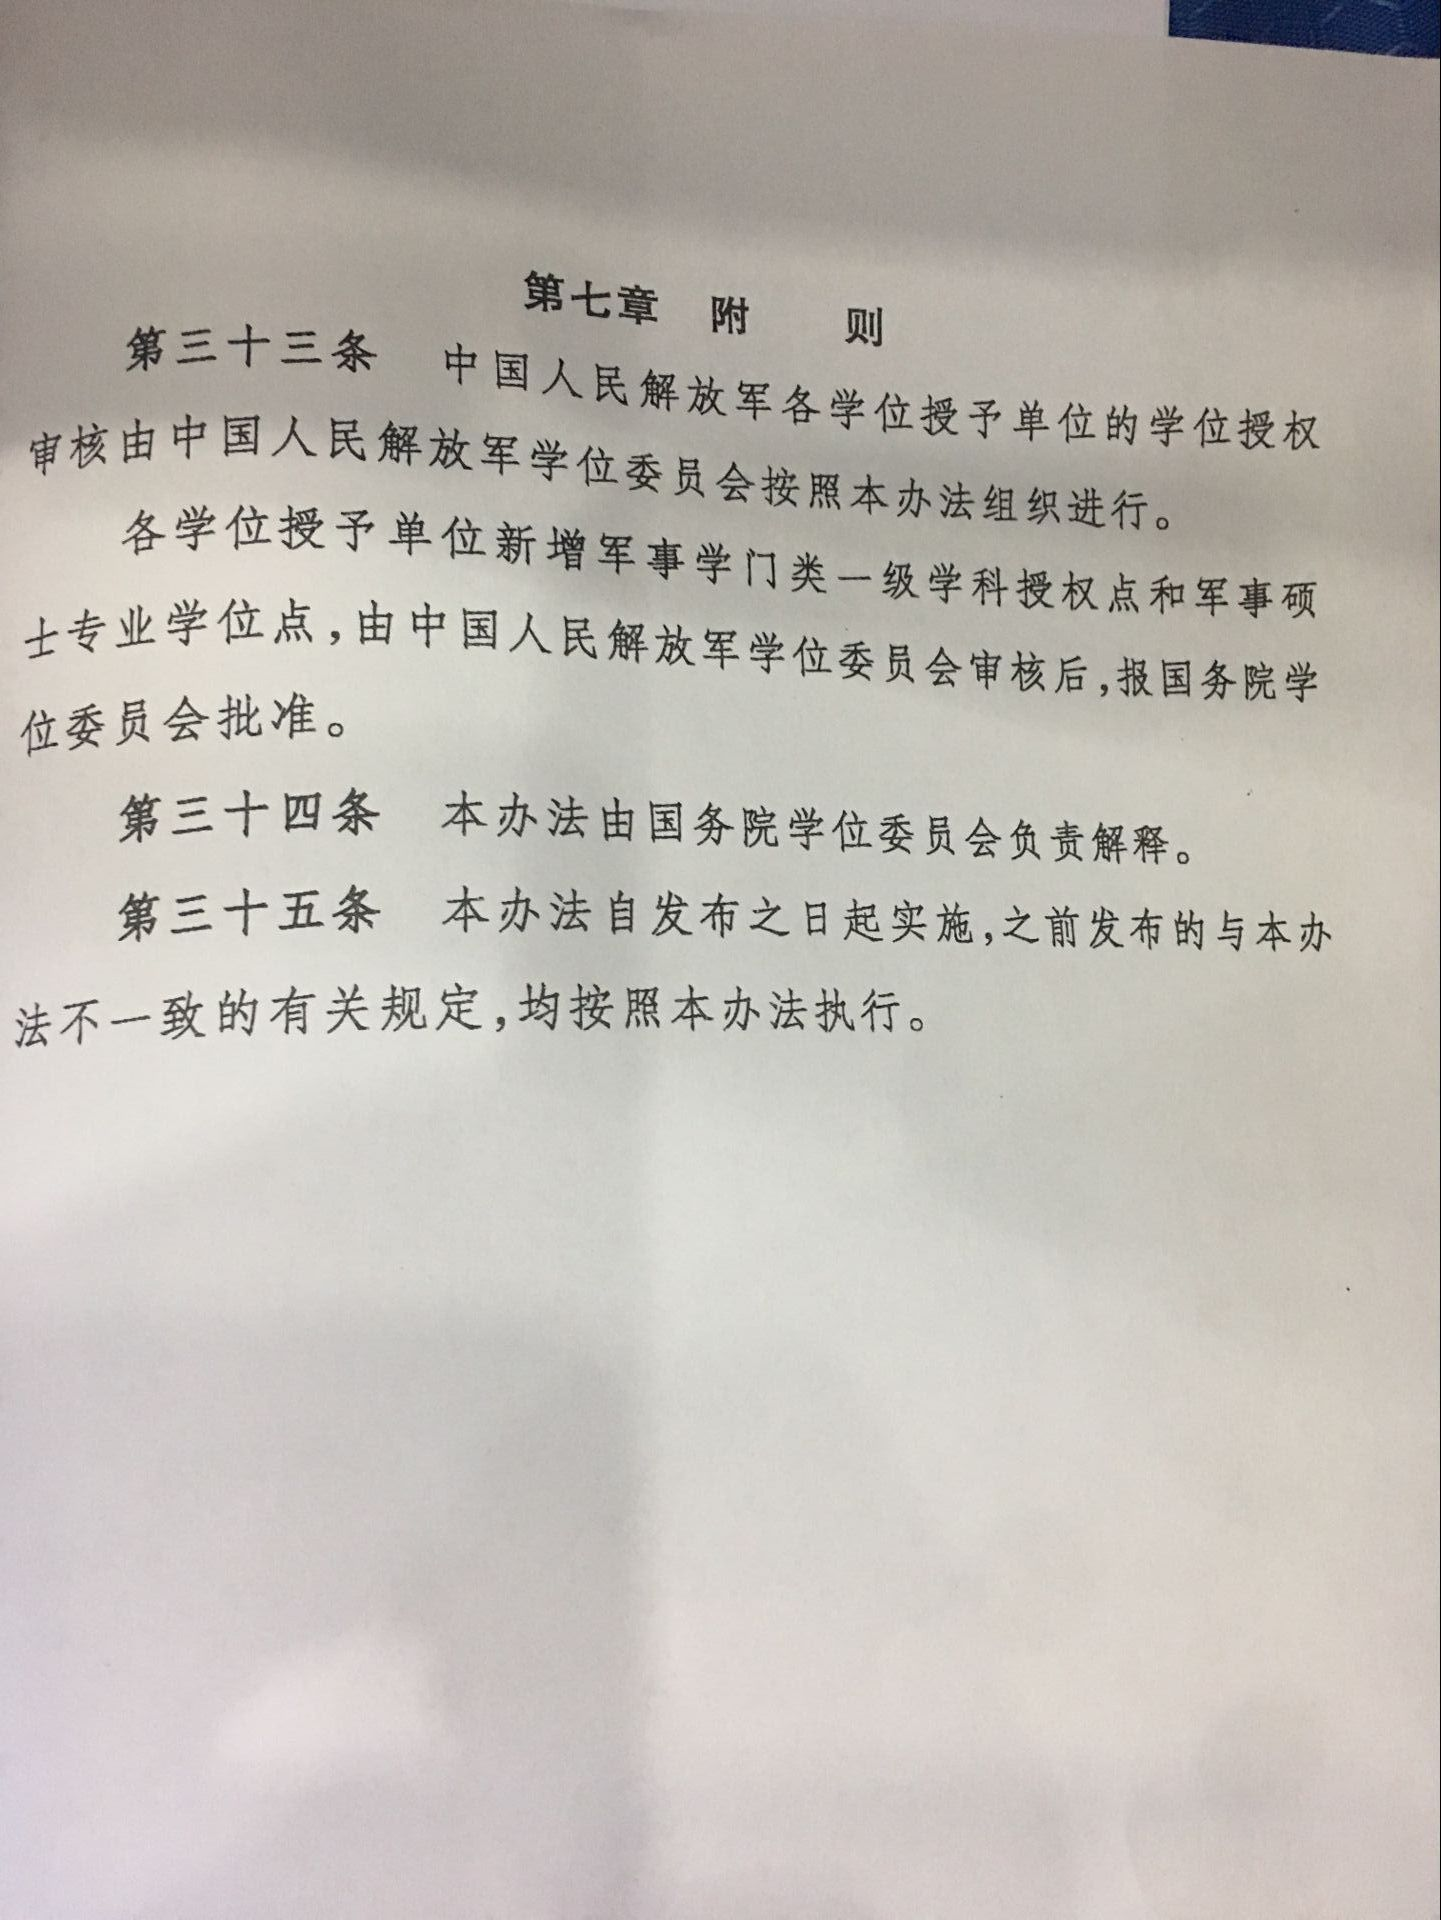 第七章 附 则
第三十三条 中国人民解放军各学位授予单位的学位授权
审核由中国人民解放军学位委员会按照本办法组织进行。
各学位授予单位新增军事学门类一级学科授权点和军事硕
士专业学位点,由中国人民解放军学位委员会审核后,报国务院学
位委员会批准。
第三十四条 本办法由国务院学位委员会负责解释。
第三十五条 本办法自发布之日起实施,之前发布的与本办
法不一致的有关规定,均按照本办法执行。